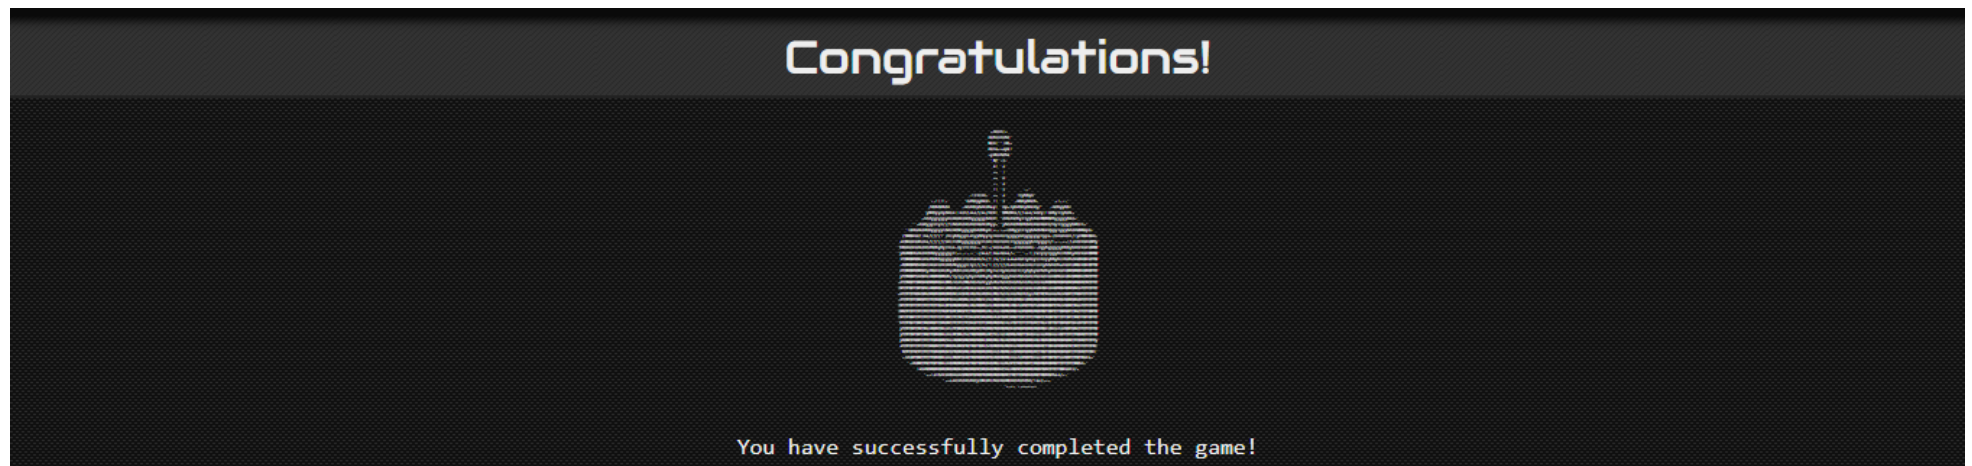 Congratulations!
You have successfully completed the game!